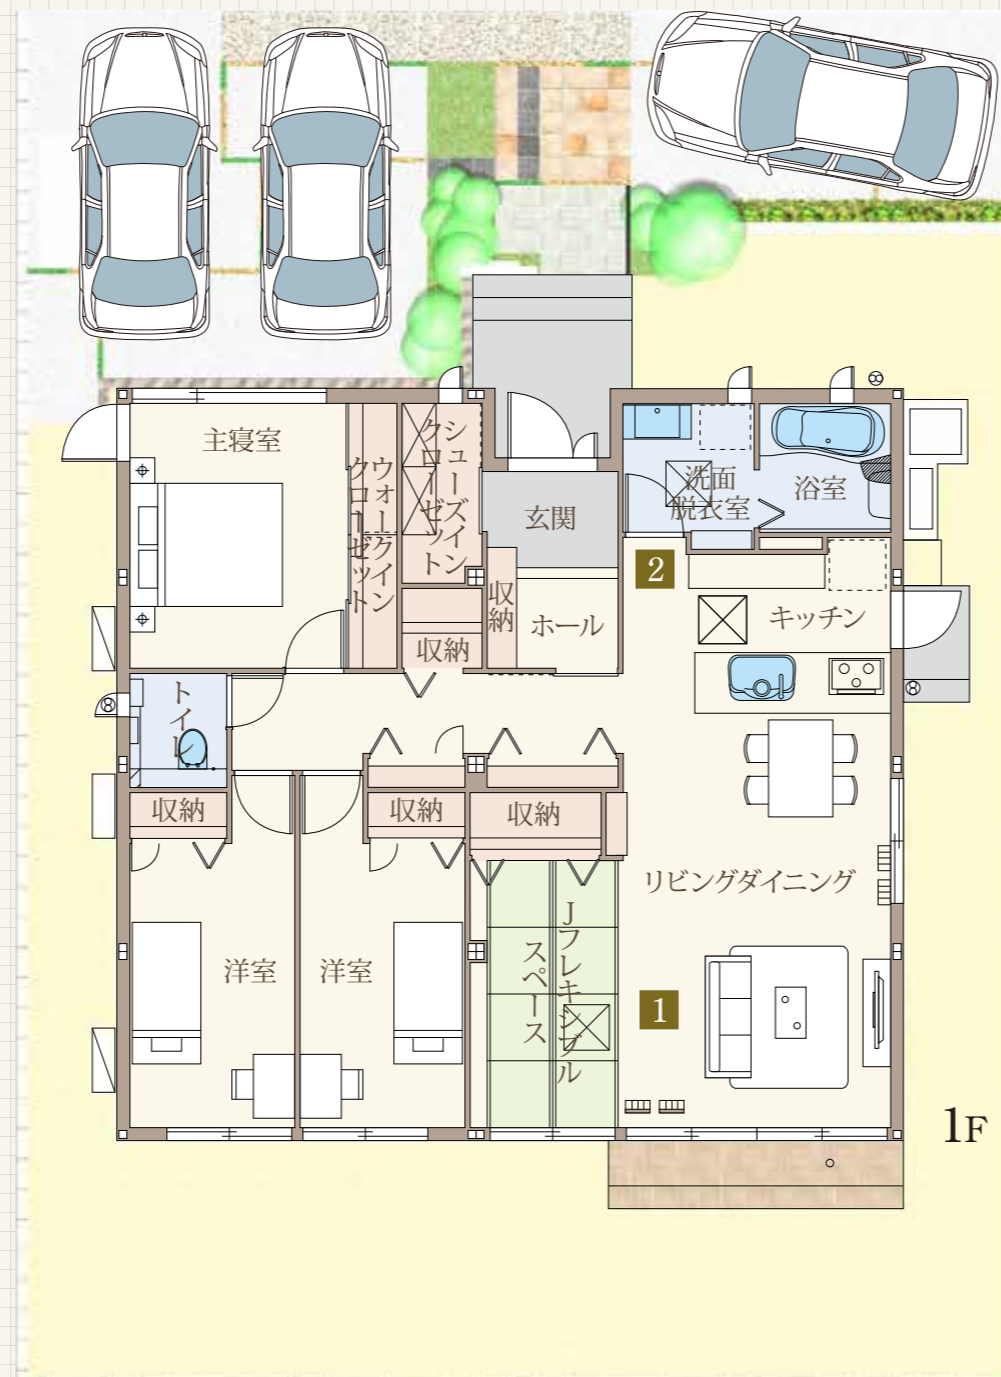 主寝室
ウォークイン
クローゼット
シューズイン
クローゼット
玄関
洗面
脱衣室
浴室
2
収納
ホール
キッチン
収納
トイレ
収納
収納
収納
リビングダイニング
洋室
洋室
Jフレキシブル
スペース
1
1F